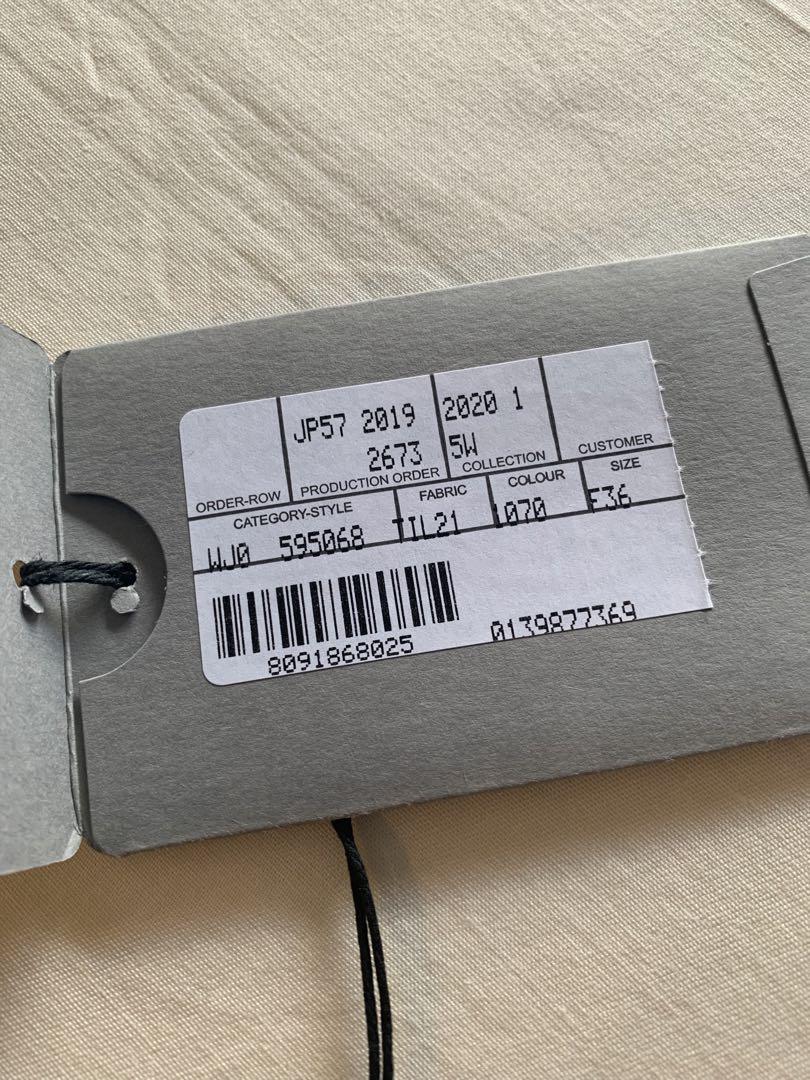 JP57 2019 2020 1
2673 5W
ORDER-ROW PRODUCTION ORDER COLLECTION CUSTOMER
CATEGORY-STYLE FABRIC COLOUR SIZE
WJ0 595068 TIL21 1070 F36
8091868025 0139877369